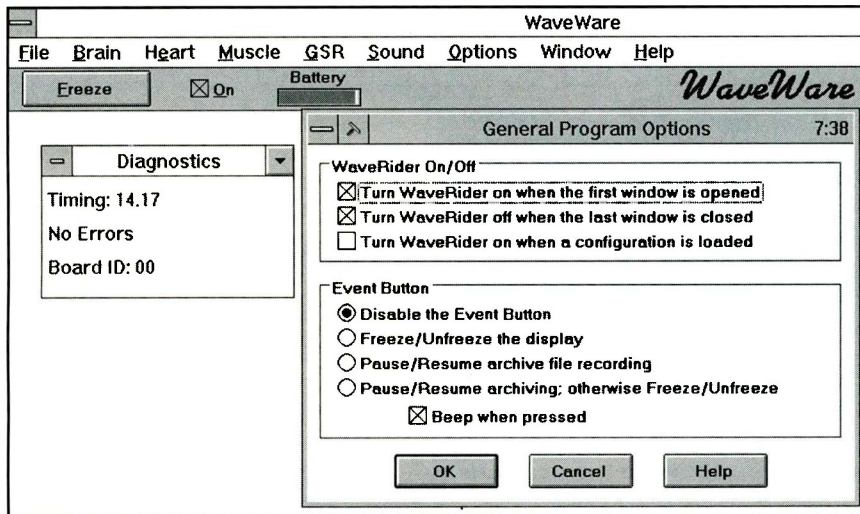 WaveWare
File Brain Heart Muscle GSR Sound Options Window Help
Freeze On Battery WaveWare
General Program Options 7:38
Diagnostics
Timing: 14.17
No Errors
Board ID: 00
WaveRider On/Off
Turn WaveRider on when the first window is opened
Turn WaveRider off when the last window is closed
Turn WaveRider on when a configuration is loaded
Event Button
Disable the Event Button
Freeze/Unfreeze the display
Pause/Resume archive file recording
Pause/Resume archiving; otherwise Freeze/Unfreeze
Beep when pressed
OK Cancel Help